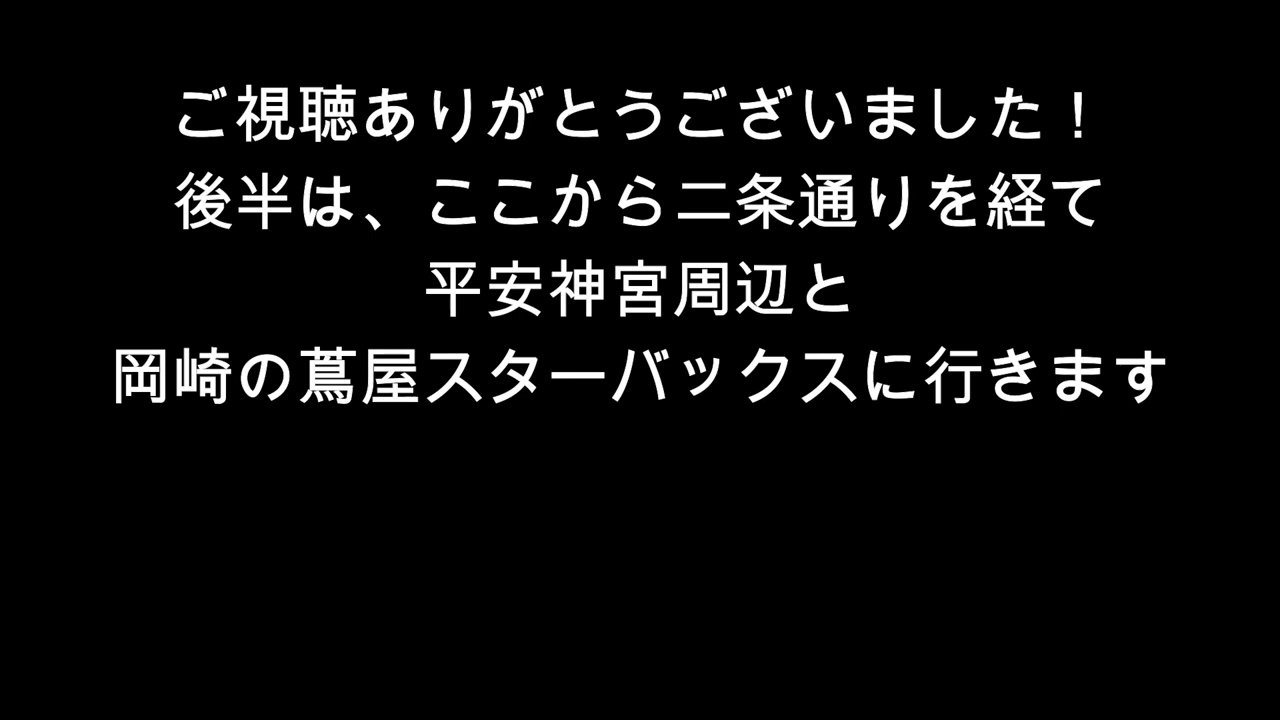 ご視聴ありがとうございました！
後半は、ここから二条通りを経て
平安神宮周辺と
岡崎の蔦屋スターバックスに行きます